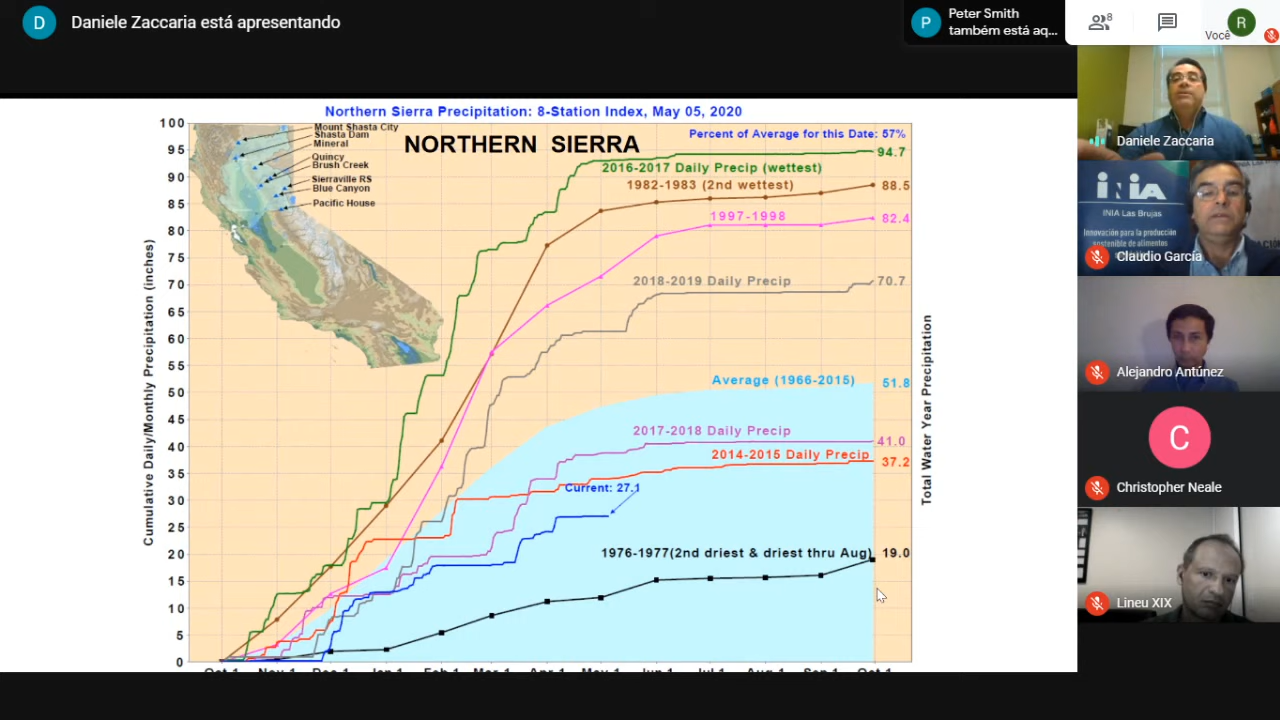 D
Daniele Zaccaria está apresentando
P
Peter Smith
também está aq...
8
Você
R
Northern Sierra Precipitation: 8-Station Index, May 05, 2020
NORTHERN SIERRA
Percent of Average for this Date: 57%
Mount Shasta City
Shasta Dam
Mineral
Quincy
Brush Creek
Sierraville RS
Blue Canyon
Pacific House
Cumulative Daily/Monthly Precipitation (inches)
100
95
90
85
80
75
70
65
60
55
50
45
40
35
30
25
20
15
10
5
0
2016-2017 Daily Precip (wettest)
94.7
1982-1983 (2nd wettest)
88.5
1997-1998
82.4
2018-2019 Daily Precip
70.7
Average (1966-2015)
51.8
2017-2018 Daily Precip
41.0
2014-2015 Daily Precip
37.2
Current: 27.1
1976-1977(2nd driest & driest thru Aug)
19.0
Total Water Year Precipitation
Oct 1
Nov 1
Dec 1
Jan 1
Feb 1
Mar 1
Apr 1
May 1
Jun 1
Jul 1
Aug 1
Sep 1
Oct 1
Daniele Zaccaria
INIA
INIA Las Brujas
Innovación para la producción
sostenible de alimentos
Claudio García
Alejandro Antúnez
C
Christopher Neale
Lineu XIX